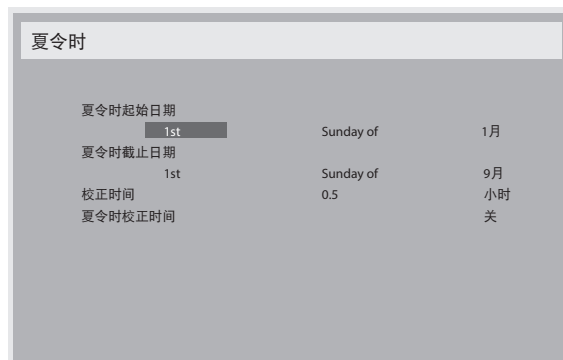 夏令时
夏令时起始日期
1st Sunday of 1月
夏令时截止日期
1st Sunday of 9月
校正时间 0.5 小时
夏令时校正时间 关